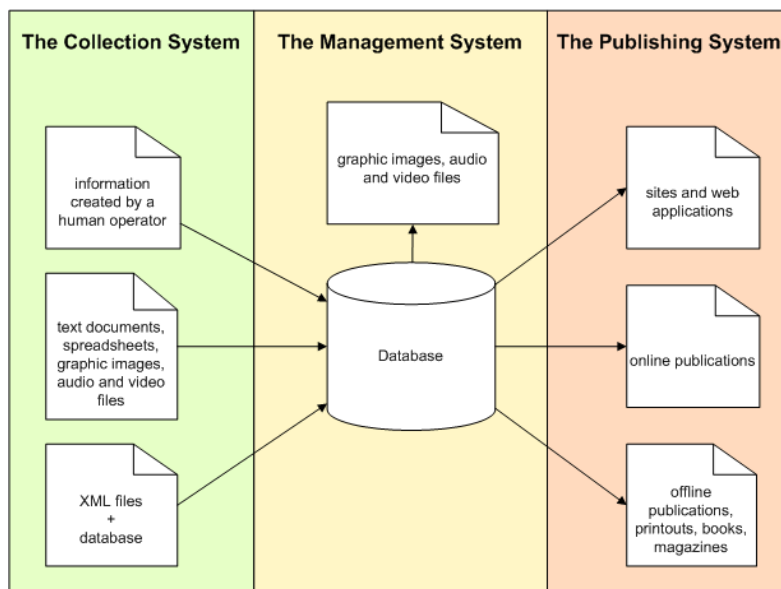 The Collection System
The Management System
The Publishing System
information
created by a
human operator
text documents,
spreadsheets,
graphic images,
audio and video
files
XML files
+
database
graphic images, audio
and video files
Database
sites and web
applications
online publications
offline
publications,
printouts, books,
magazines